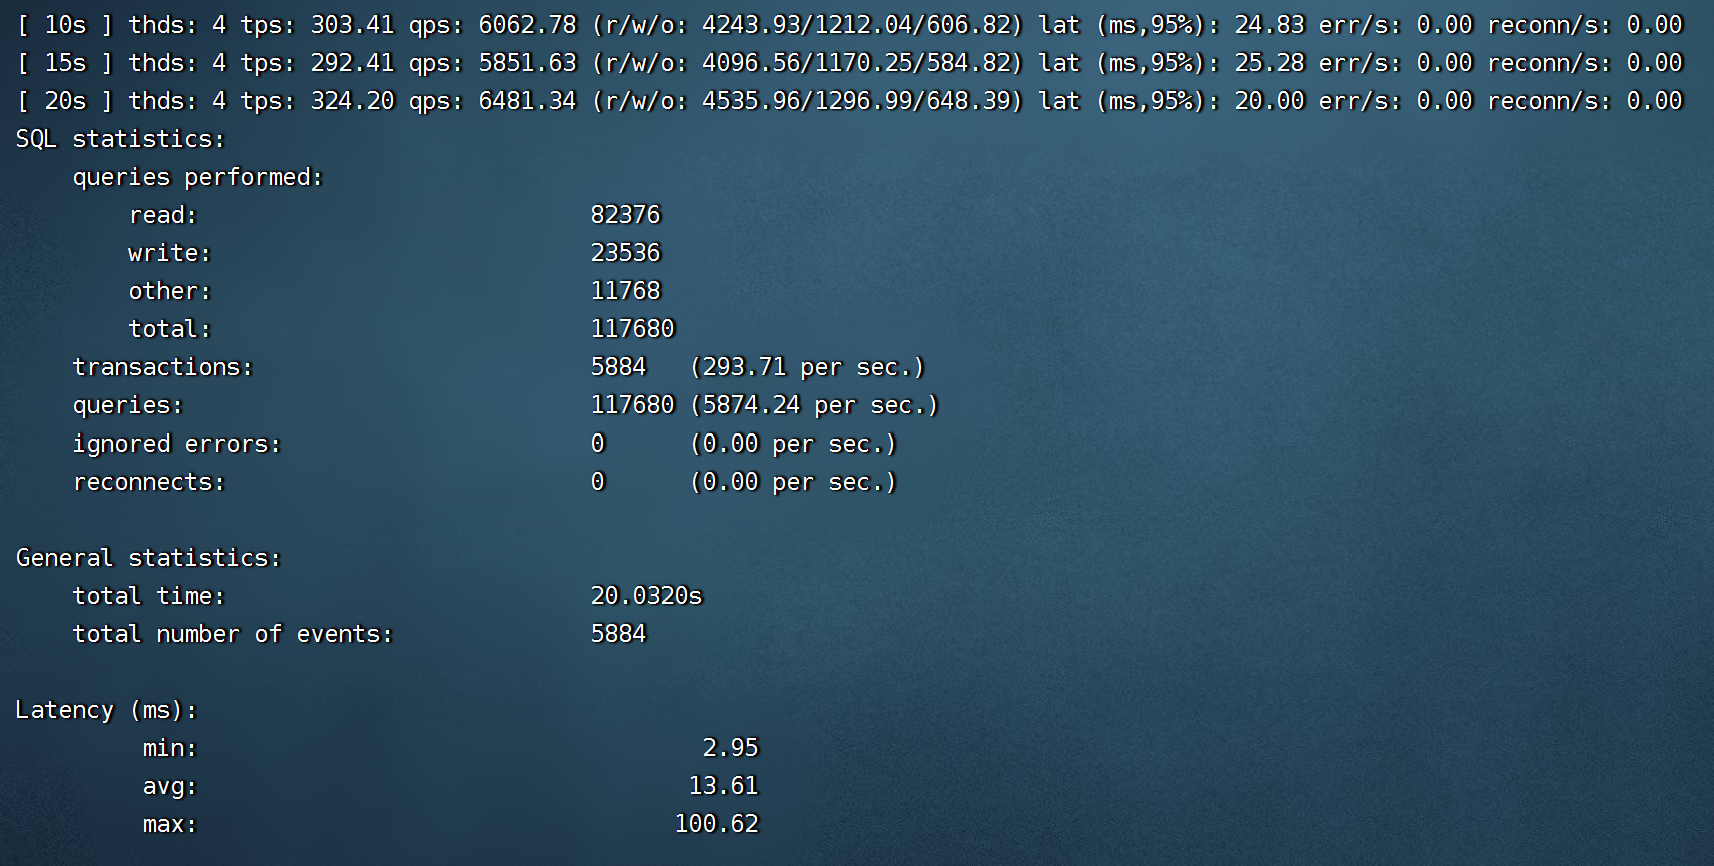 [ 10s ] thds: 4 tps: 303.41 qps: 6062.78 (r/w/o: 4243.93/1212.04/606.82) lat (ms,95%): 24.83 err/s: 0.00 reconn/s: 0.00
[ 15s ] thds: 4 tps: 292.41 qps: 5851.63 (r/w/o: 4096.56/1170.25/584.82) lat (ms,95%): 25.28 err/s: 0.00 reconn/s: 0.00
[ 20s ] thds: 4 tps: 324.20 qps: 6481.34 (r/w/o: 4535.96/1296.99/648.39) lat (ms,95%): 20.00 err/s: 0.00 reconn/s: 0.00
SQL statistics:
    queries performed:
        read:                            82376
        write:                           23536
        other:                           11768
        total:                           117680
    transactions:                        5884   (293.71 per sec.)
    queries:                             117680 (5874.24 per sec.)
    ignored errors:                      0      (0.00 per sec.)
    reconnects:                          0      (0.00 per sec.)

General statistics:
    total time:                          20.0320s
    total number of events:              5884

Latency (ms):
         min:                                    2.95
         avg:                                   13.61
         max:                                  100.62